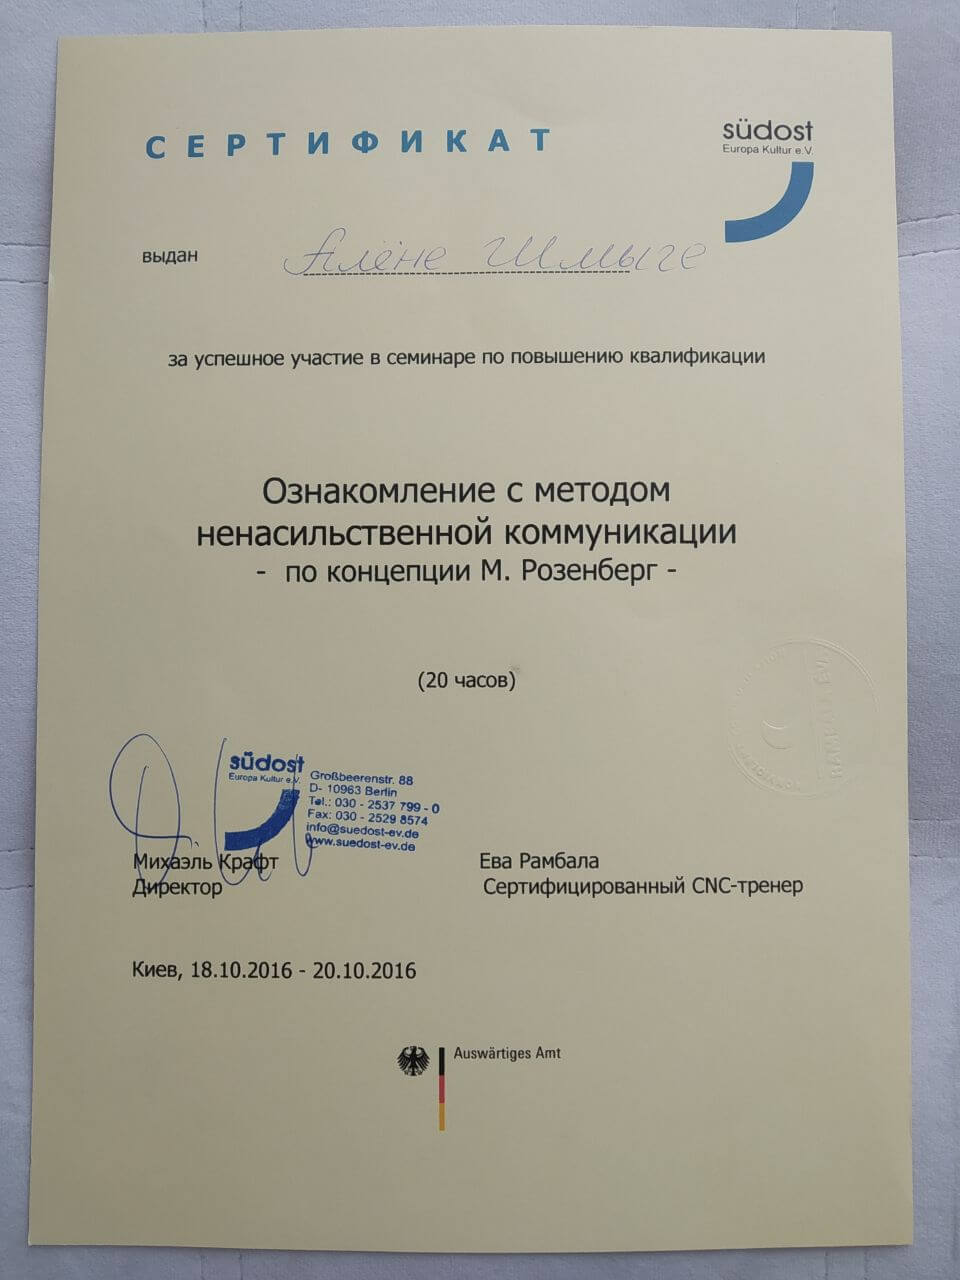 СЕРТИФИКАТ
südost
Europa Kultur e.V.
выдан Алёне Шмыге
за успешное участие в семинаре по повышению квалификации
Ознакомление с методом
ненасильственной коммуникации
- по концепции М. Розенберг -
(20 часов)
südost
Europa Kultur e.V.
Großbeerenstr. 88
D- 10963 Berlin
Tel.: 030 - 2537 799 - 0
Fax: 030 - 2529 8574
info@suedost-ev.de
www.suedost-ev.de
Михаэль Крафт
Директор
Ева Рамбала
Сертифицированный CNC-тренер
Киев, 18.10.2016 - 20.10.2016
Auswärtiges Amt